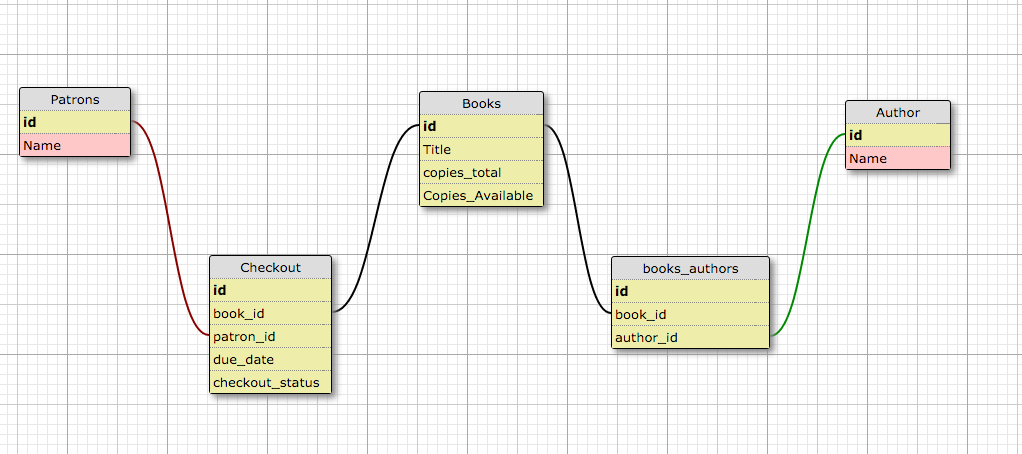 Patrons
id
Name
Checkout
id
book_id
patron_id
due_date
checkout_status
Books
id
Title
copies_total
Copies_Available
books_authors
id
book_id
author_id
Author
id
Name